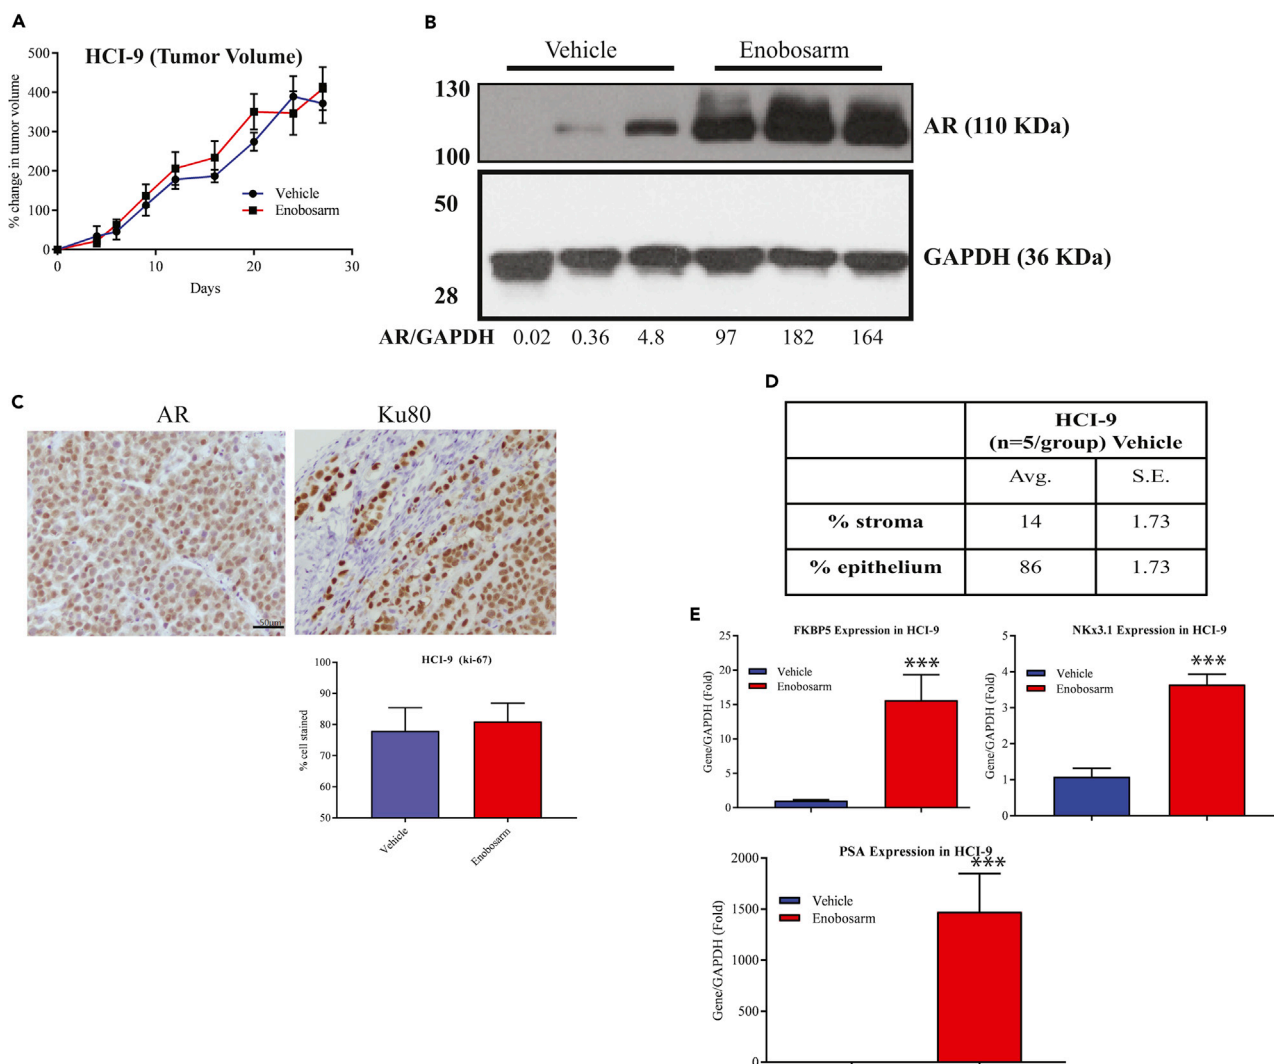 A
HCI-9 (Tumor Volume)
% change in tumor volume
500
400
300
200
100
0
0 10 20 30
Days
Vehicle
Enobosarm
B
Vehicle Enobosarm
130
100
AR (110 KDa)
50
28
GAPDH (36 KDa)
AR/GAPDH 0.02 0.36 4.8 97 182 164
C
AR Ku80
50um
HCI-9 (ki-67)
% cell stained
100
90
80
70
60
50
Vehicle
Enobosarm
D
HCI-9
(n=5/group) Vehicle
Avg. S.E.
% stroma 14 1.73
% epithelium 86 1.73
E
FKBP5 Expression in HCI-9
Gene/GAPDH (Fold)
25
20
15
10
5
0
Vehicle
Enobosarm
***
NKx3.1 Expression in HCI-9
Gene/GAPDH (Fold)
5
4
3
2
1
0
Vehicle
Enobosarm
***
PSA Expression in HCI-9
Gene/GAPDH (Fold)
2000
1500
1000
500
0
Vehicle
Enobosarm
***